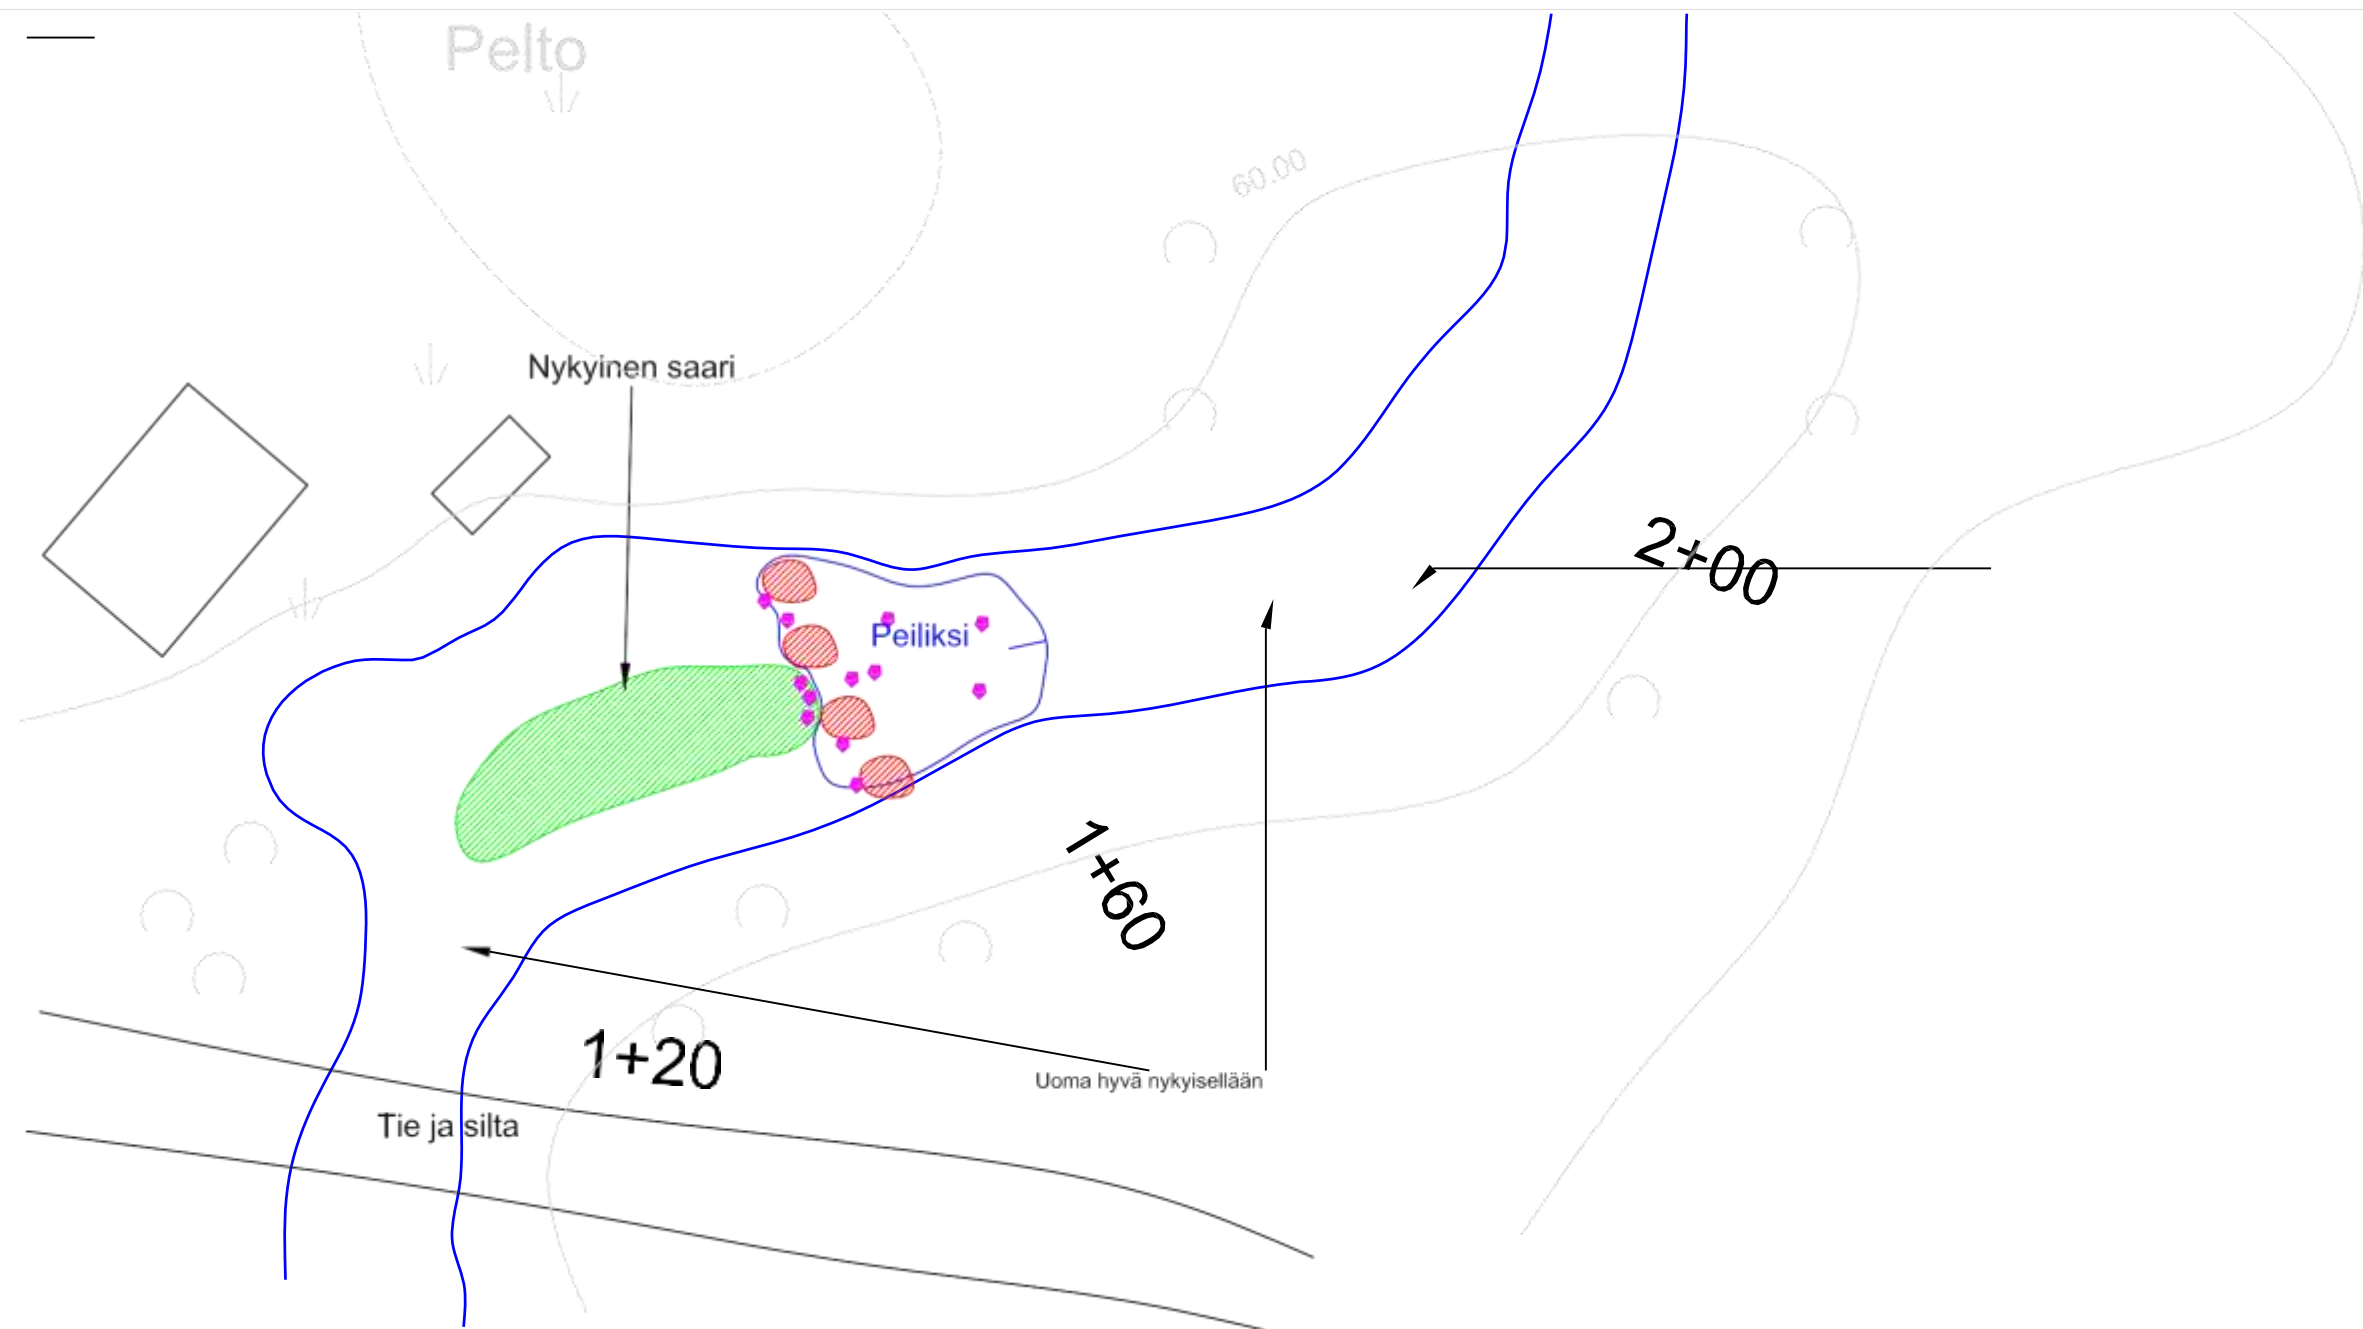 Pelto
60.00
Nykyinen saari
2+00
Peiliksi
1+60
1+20
Uoma hyvä nykyisellään
Tie ja silta